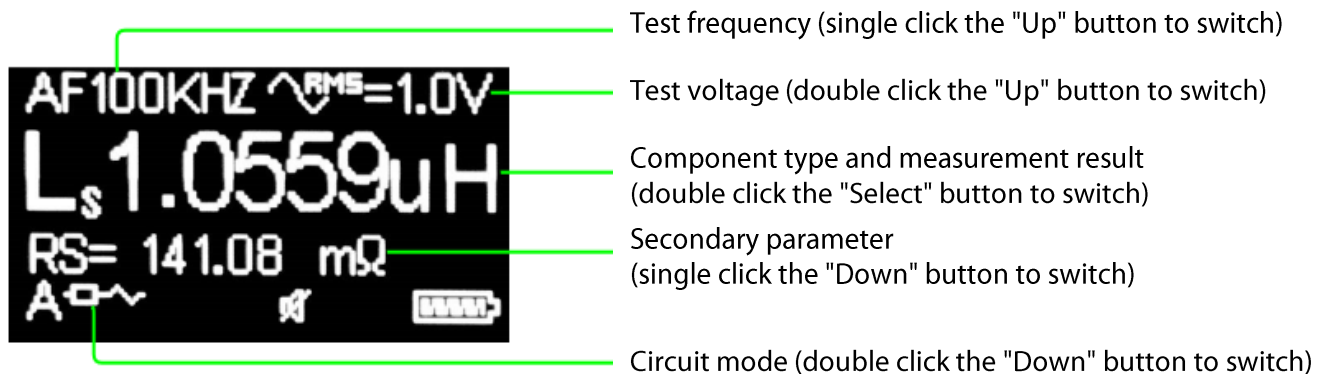 Test frequency (single click the "Up" button to switch)
AF100KHZ RMS=1.0V
Test voltage (double click the "Up" button to switch)
Ls1.0559uH
Component type and measurement result
(double click the "Select" button to switch)
RS= 141.08 mΩ
Secondary parameter
(single click the "Down" button to switch)
A
Circuit mode (double click the "Down" button to switch)